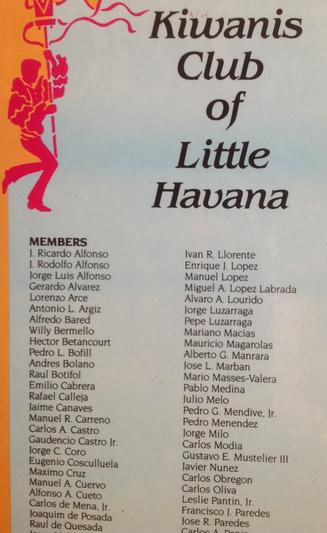 Kiwanis
Club
of
Little
Havana
MEMBERS
J. Ricardo Alfonso
J. Rodolfo Alfonso
Jorge Luis Alfonso
Gerardo Alvarez
Lorenzo Arce
Antonio L. Argiz
Alfredo Bared
Willy Bermello
Hector Betancourt
Pedro L. Bofill
Andres Bolano
Raul Botifol
Emilio Cabrera
Rafael Calleja
Jaime Canaves
Manuel R. Carreno
Carlos A. Castro
Gaudencio Castro Jr.
Jorge C. Coro
Eugenio Cosculluela
Maximo Cruz
Manuel A. Cuervo
Alfonso A. Cueto
Carlos de Mena, Jr.
Joaquim de Posada
Raul de Quesada
Ivan R. Llorente
Enrique J. Lopez
Manuel Lopez
Miguel A. Lopez Labrada
Alvaro A. Lourido
Jorge Luzarraga
Pepe Luzarraga
Mariano Macias
Mauricio Magarolas
Alberto G. Manrara
Jose L. Marban
Mario Masses-Valera
Pablo Medina
Julio Melo
Pedro G. Mendive, Jr.
Pedro Menendez
Jorge Milo
Carlos Modia
Gustavo E. Mustelier III
Javier Nunez
Carlos Obregon
Carlos Oliva
Leslie Pantin, Jr.
Francisco J. Paredes
Jose R. Paredes